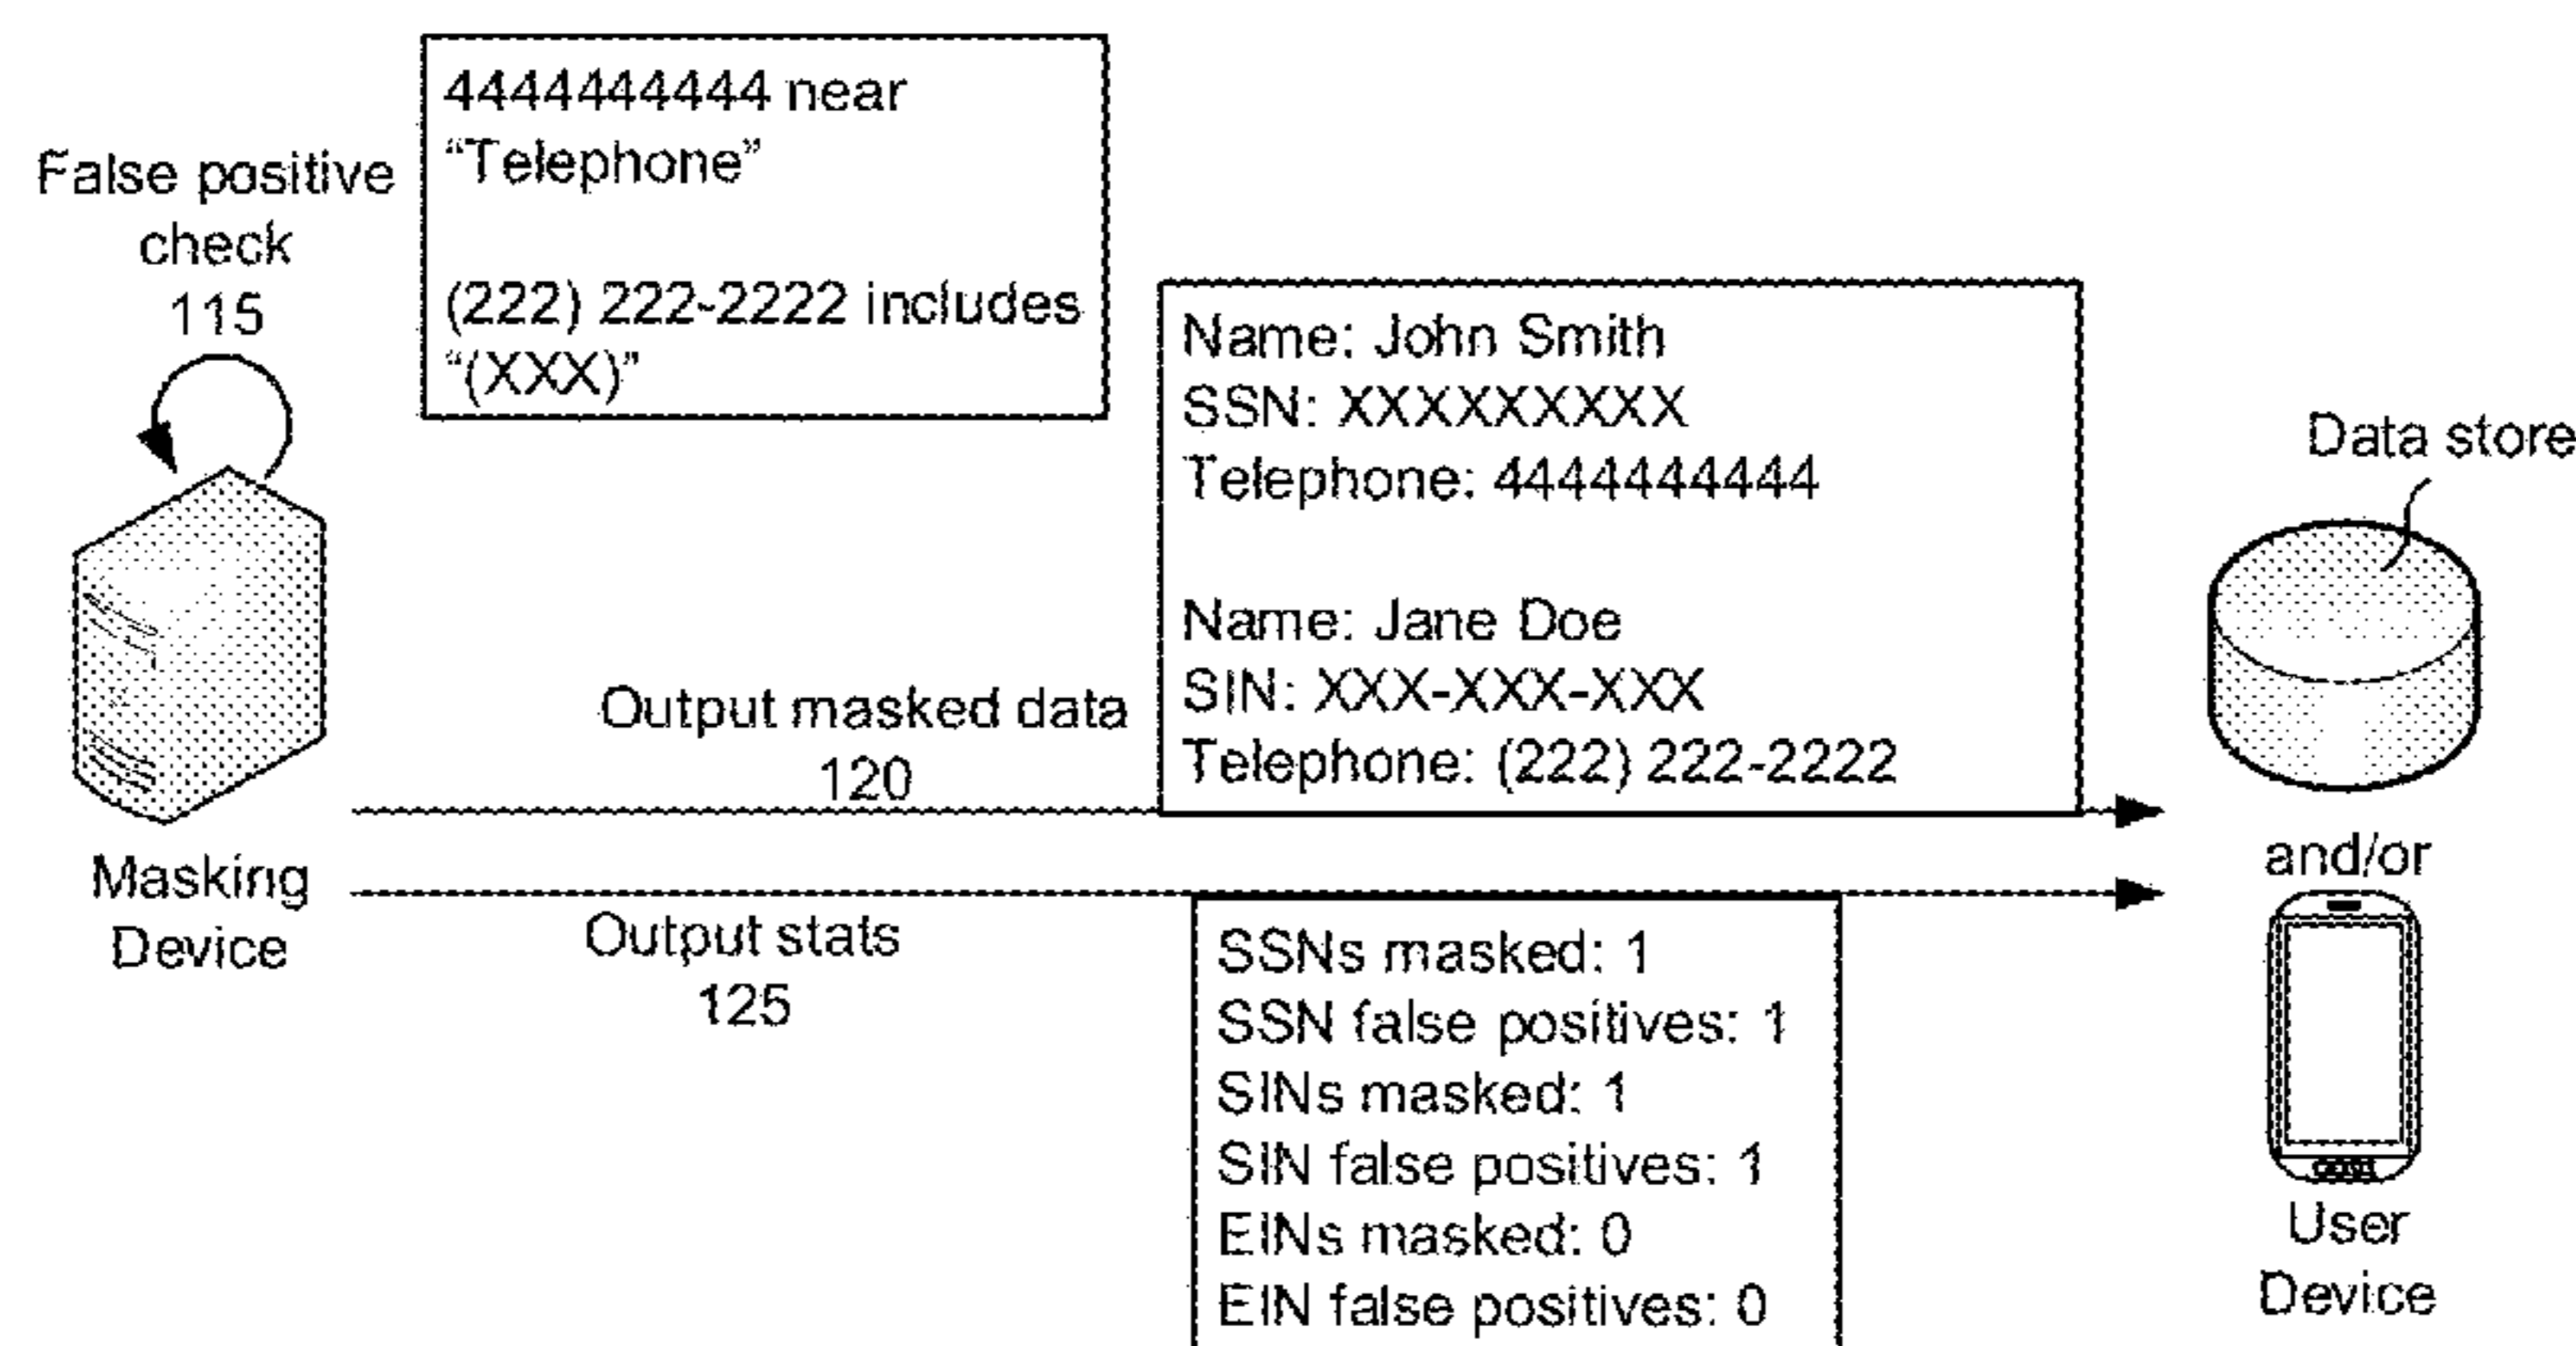 False positive
check
115
4444444444 near
“Telephone”
(222) 222-2222 includes
“(XXX)”
Name: John Smith
SSN: XXXXXXXXX
Telephone: 4444444444
Name: Jane Doe
SIN: XXX-XXX-XXX
Telephone: (222) 222-2222
Data store
Output masked data
120
Masking
Device
and/or
Output stats
125
SSNs masked: 1
SSN false positives: 1
SINs masked: 1
SIN false positives: 1
EINs masked: 0
EIN false positives: 0
User
Device